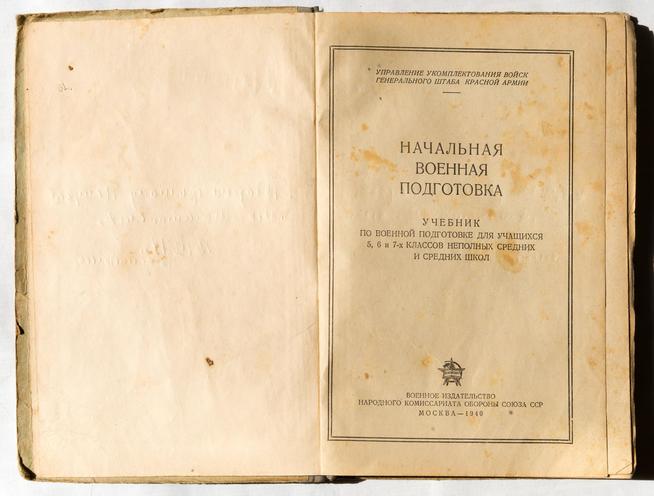 УПРАВЛЕНИЕ УКОМПЛЕКТОВАНИЯ ВОЙСК
ГЕНЕРАЛЬНОГО ШТАБА КРАСНОЙ АРМИИ
НАЧАЛЬНАЯ
ВОЕННАЯ
ПОДГОТОВКА
УЧЕБНИК
ПО ВОЕННОЙ ПОДГОТОВКЕ ДЛЯ УЧАЩИХСЯ
5, 6 и 7-х КЛАССОВ НЕПОЛНЫХ СРЕДНИХ
И СРЕДНИХ ШКОЛ
ВОЕННОЕ ИЗДАТЕЛЬСТВО
НАРОДНОГО КОМИССАРИАТА ОБОРОНЫ СОЮЗА ССР
МОСКВА—1940